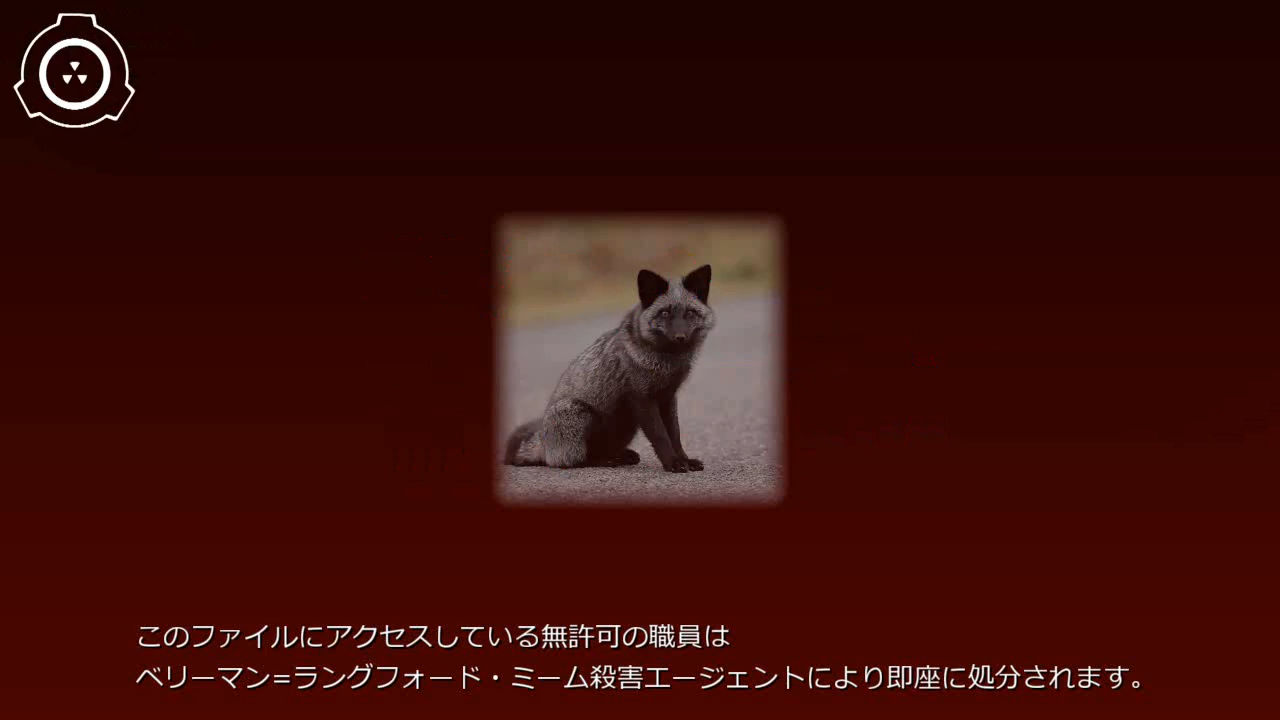 このファイルにアクセスしている無許可の職員は
ベリーマン=ラングフォード・ミーム殺害エージェントにより即座に処分されます。